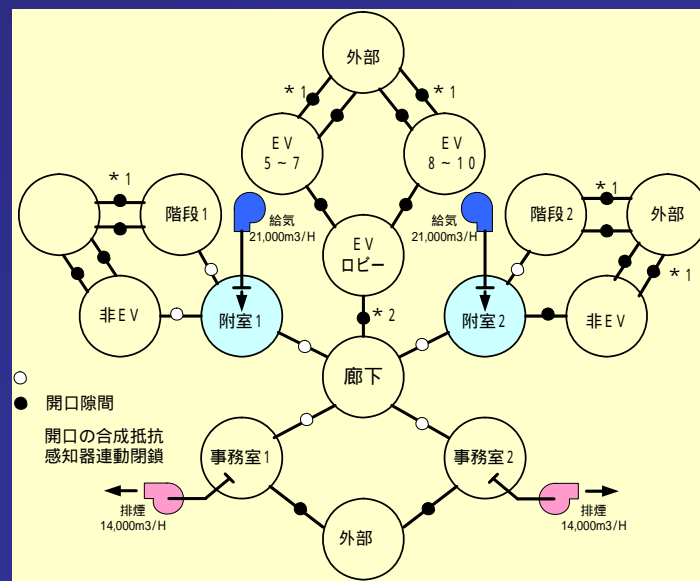 外部
*1
*1
EV
5~7
EV
8~10
*1
階段1
給気
21,000m3/H
EV
ロビー
給気
21,000m3/H
階段2
*1
外部
非EV
附室1
*2
附室2
非EV
*1
廊下
開口隙間
開口の合成抵抗
感知器連動閉鎖
事務室1
事務室2
排煙
14,000m3/H
外部
排煙
14,000m3/H